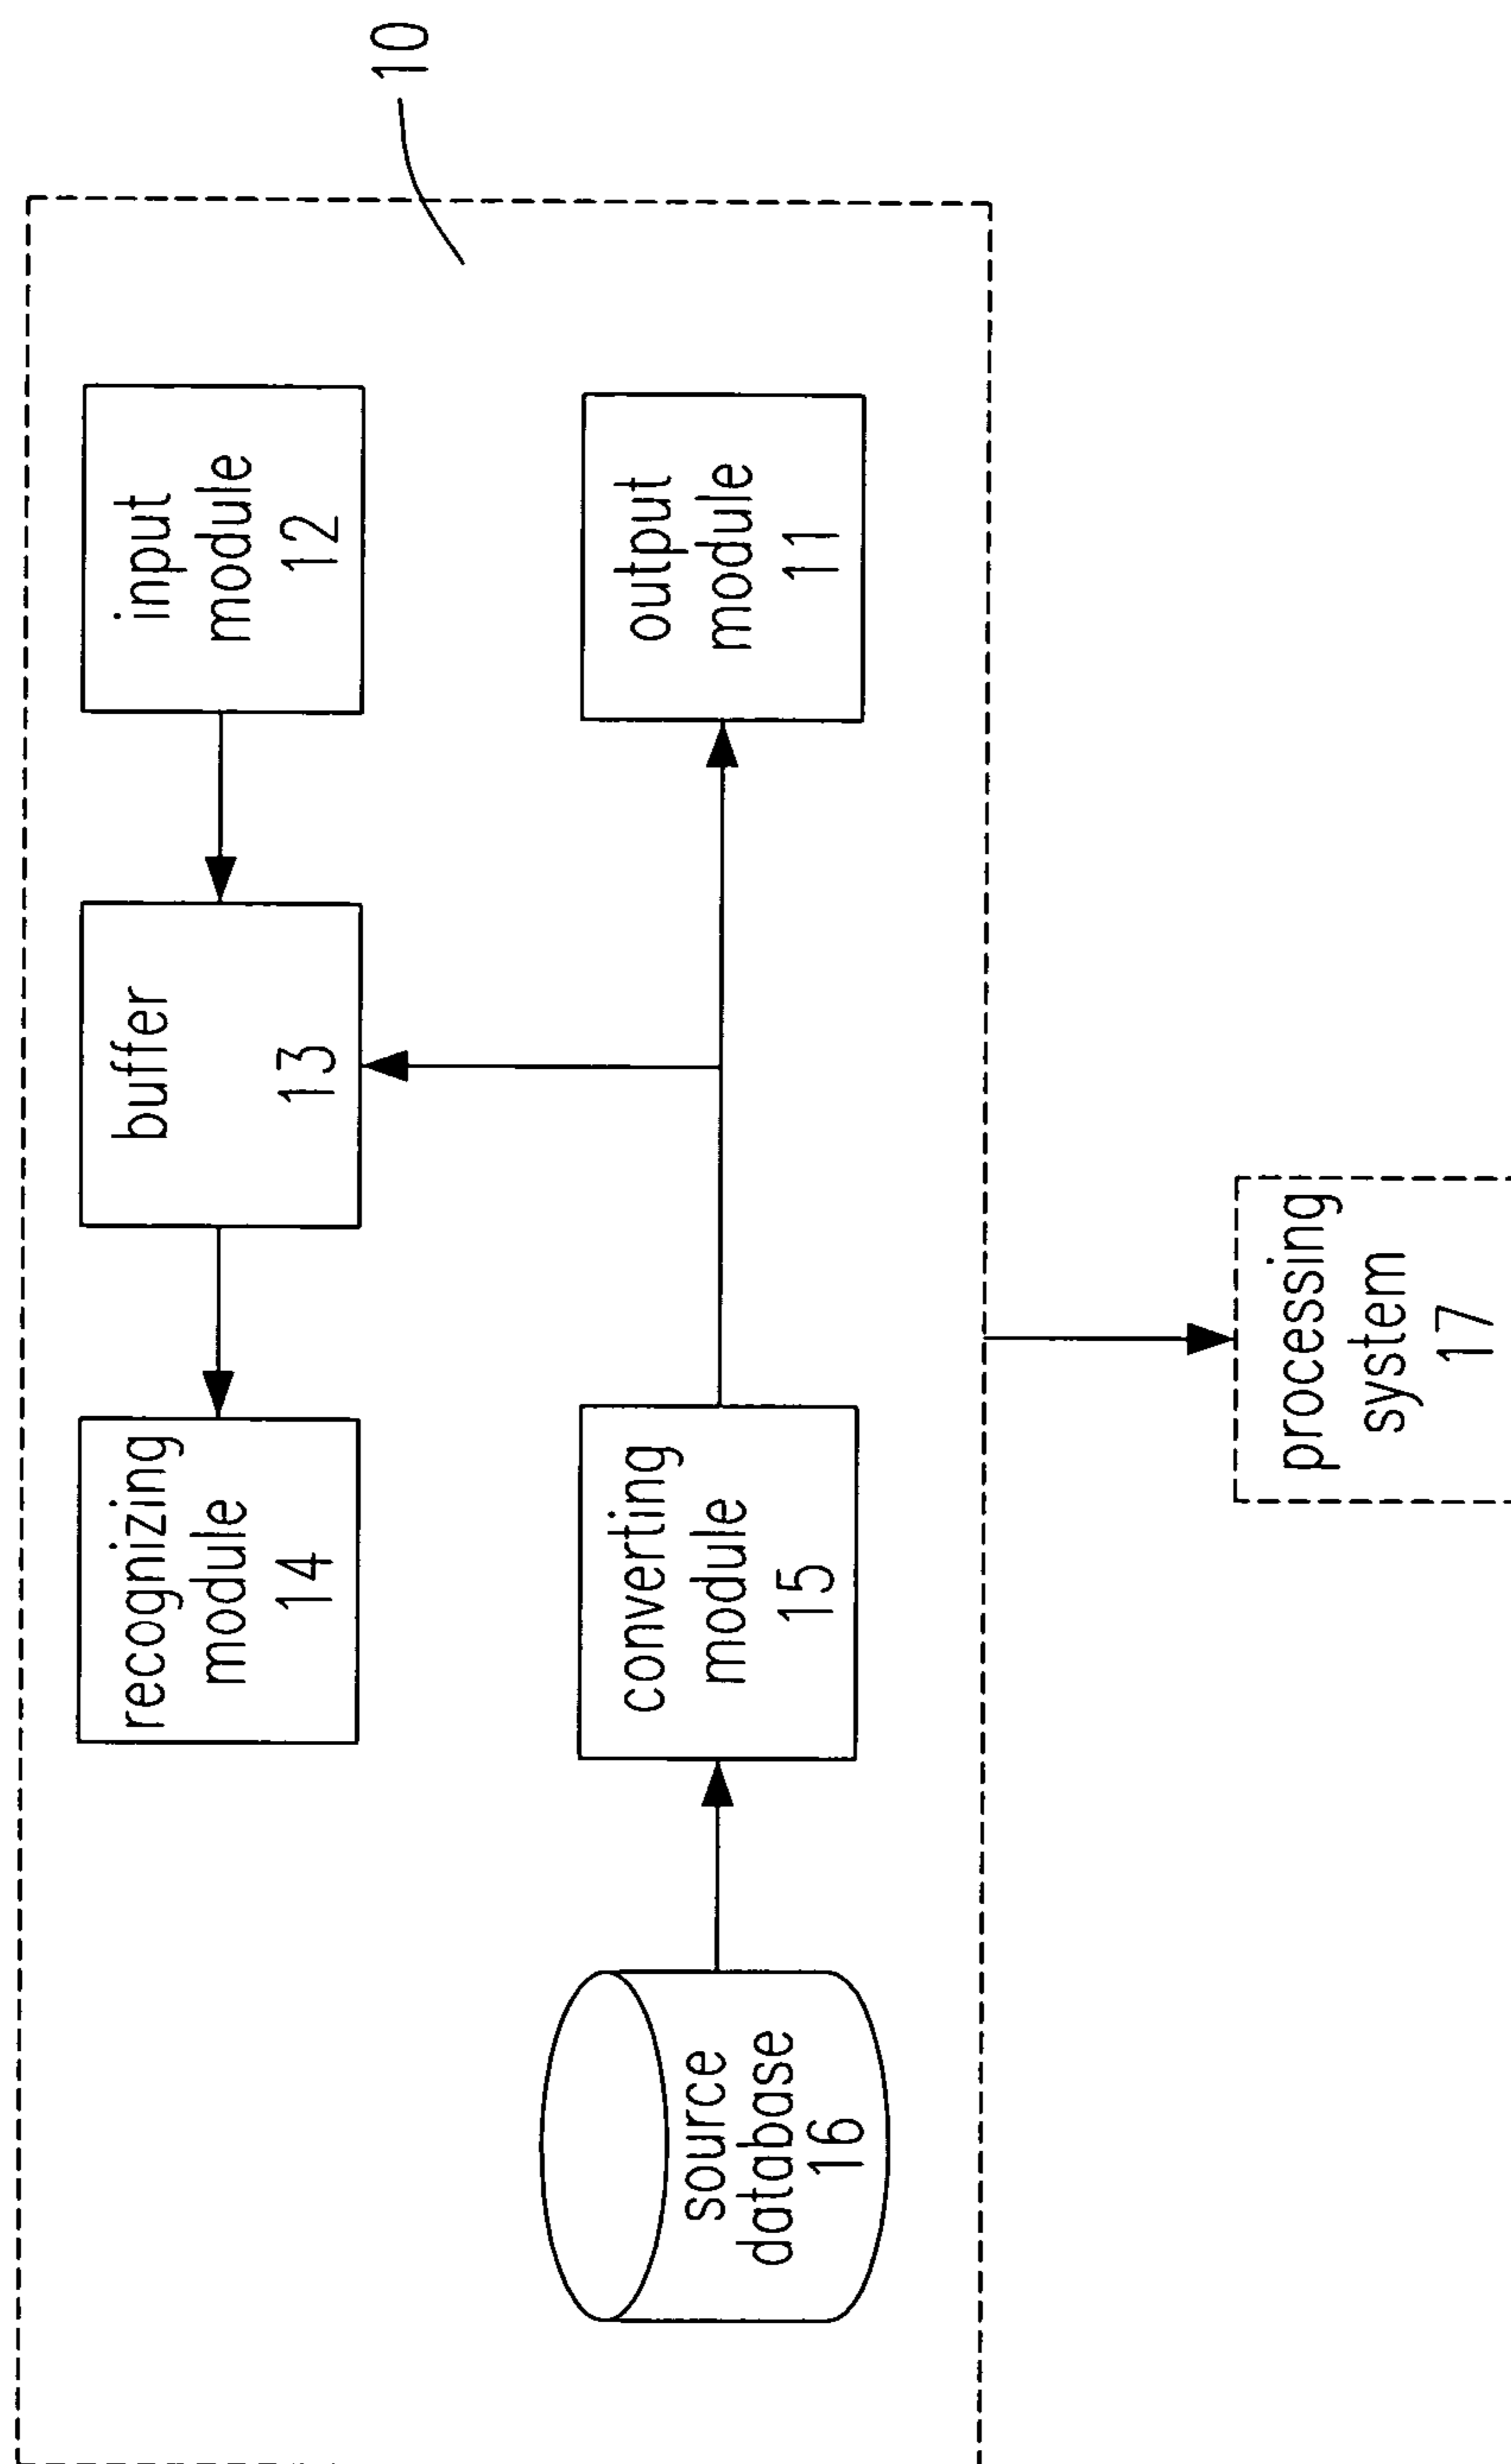 10
input
module
12
buffer
13
recognizing
module
14
output
module
11
converting
module
15
source
database
16
processing
system
17